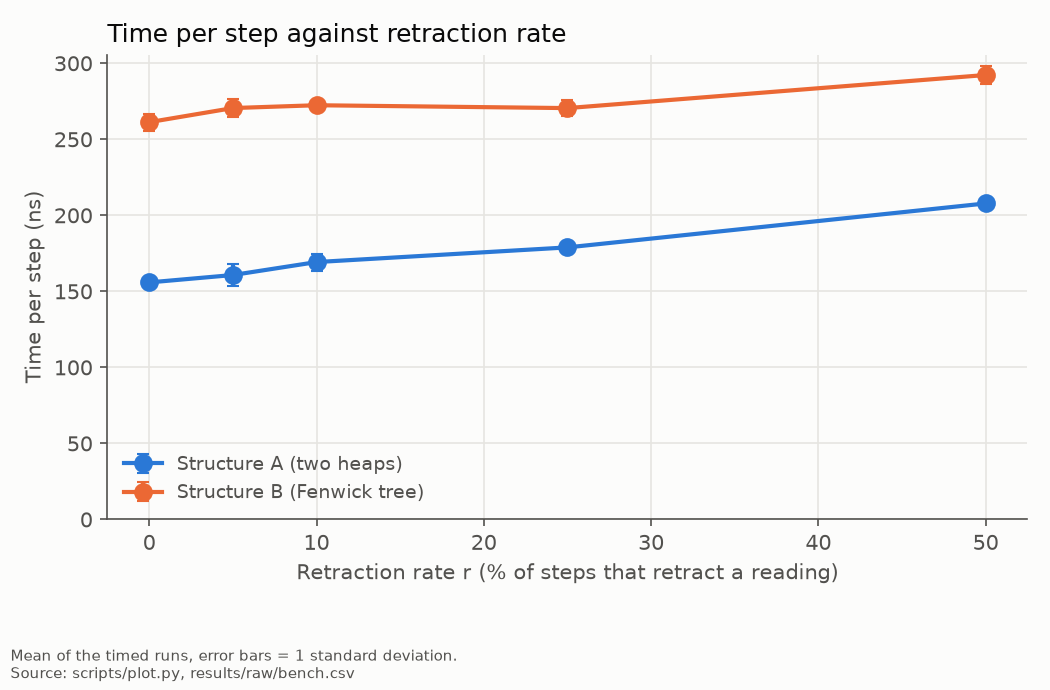 Time per step against retraction rate
300
250
200
150
100
50
0
Time per step (ns)
Structure A (two heaps)
Structure B (Fenwick tree)
0 10 20 30 40 50
Retraction rate r (% of steps that retract a reading)
Mean of the timed runs, error bars = 1 standard deviation.
Source: scripts/plot.py, results/raw/bench.csv